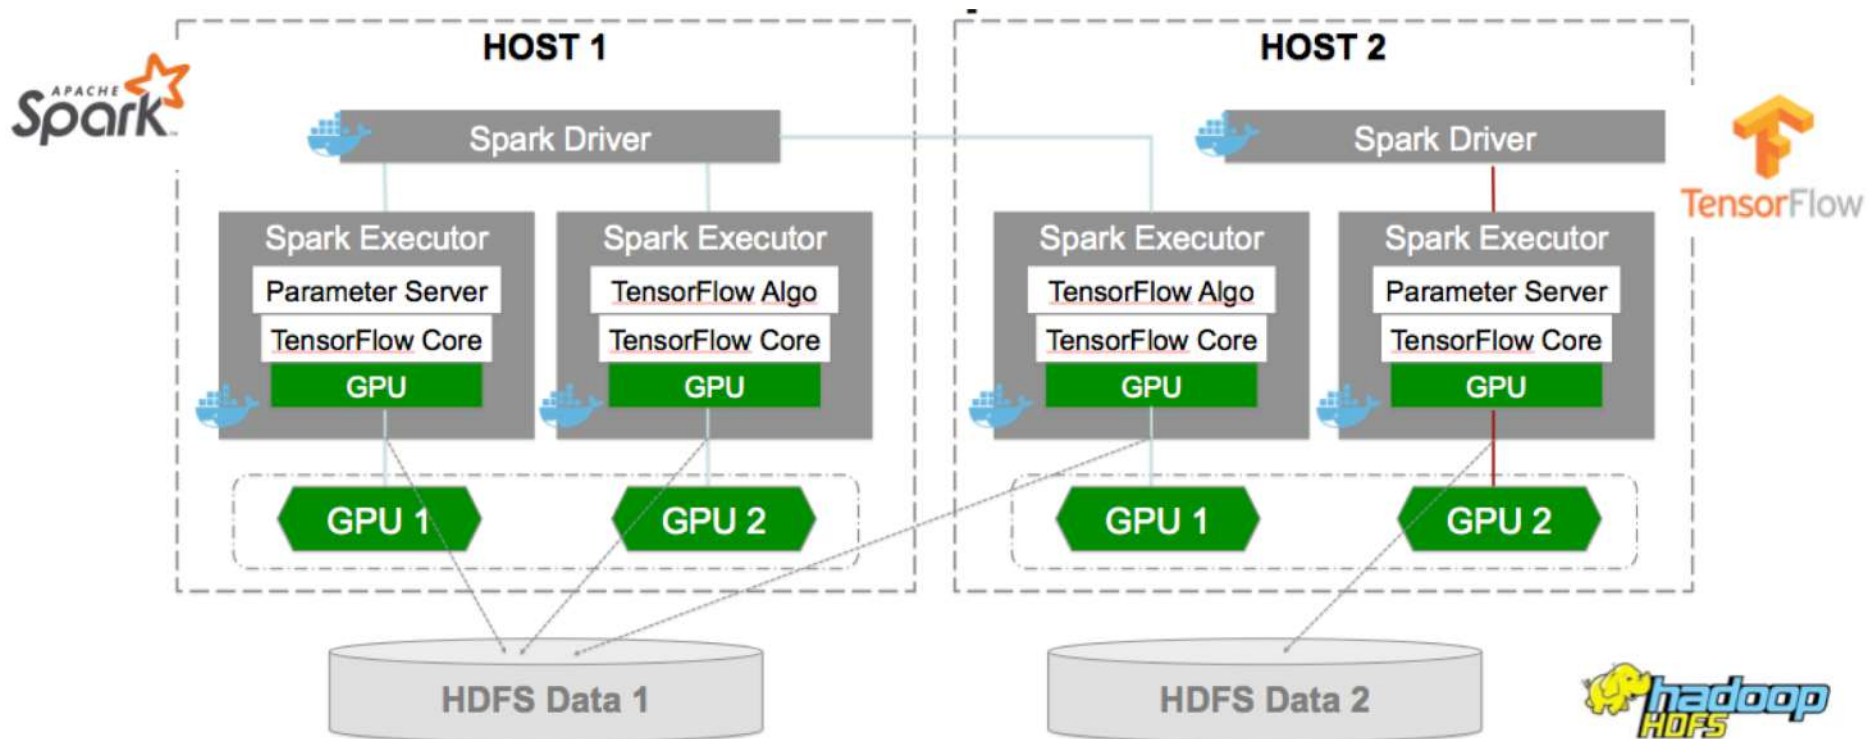 HOST 1
HOST 2
APACHE
Spark
TensorFlow
Spark Driver
Spark Driver
Spark Executor
Parameter Server
TensorFlow Core
GPU
Spark Executor
TensorFlow Algo
TensorFlow Core
GPU
Spark Executor
TensorFlow Algo
TensorFlow Core
GPU
Spark Executor
Parameter Server
TensorFlow Core
GPU
GPU 1
GPU 2
GPU 1
GPU 2
HDFS Data 1
HDFS Data 2
hadoop
HDFS